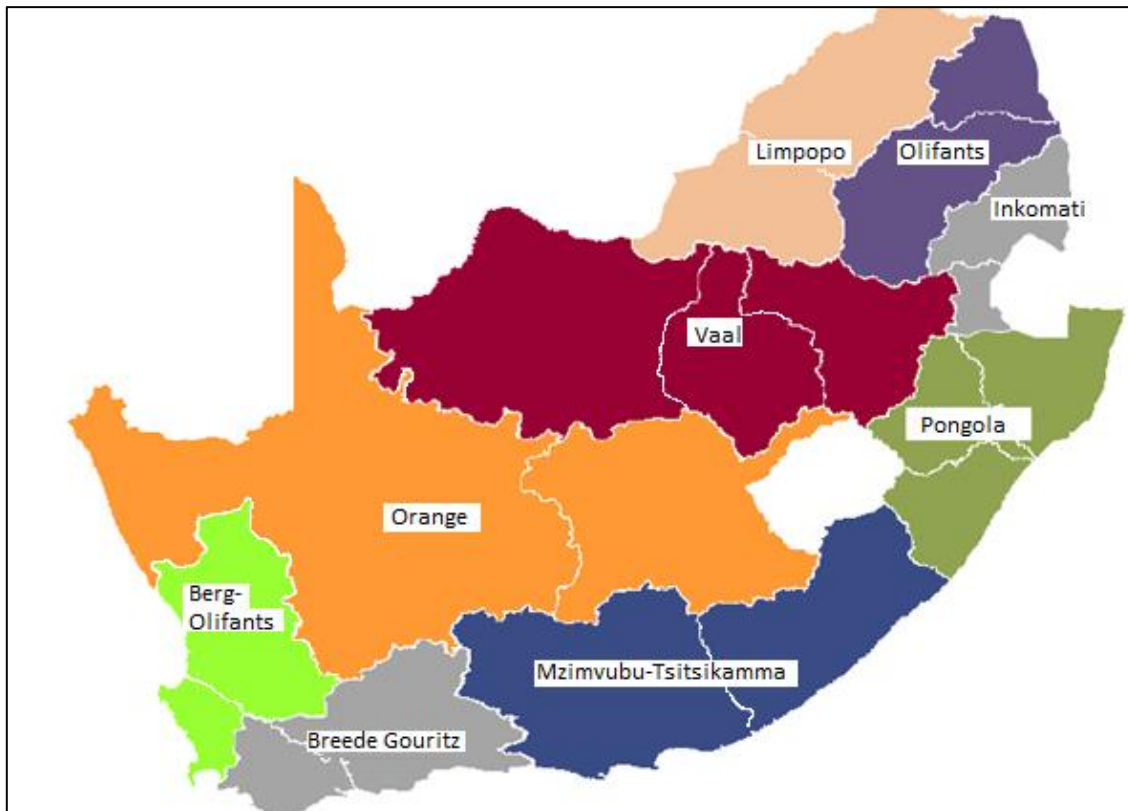 Limpopo
Olifants
Inkomati
Vaal
Pongola
Orange
Berg-
Olifants
Mzimvubu-Tsitsikamma
Breede Gouritz